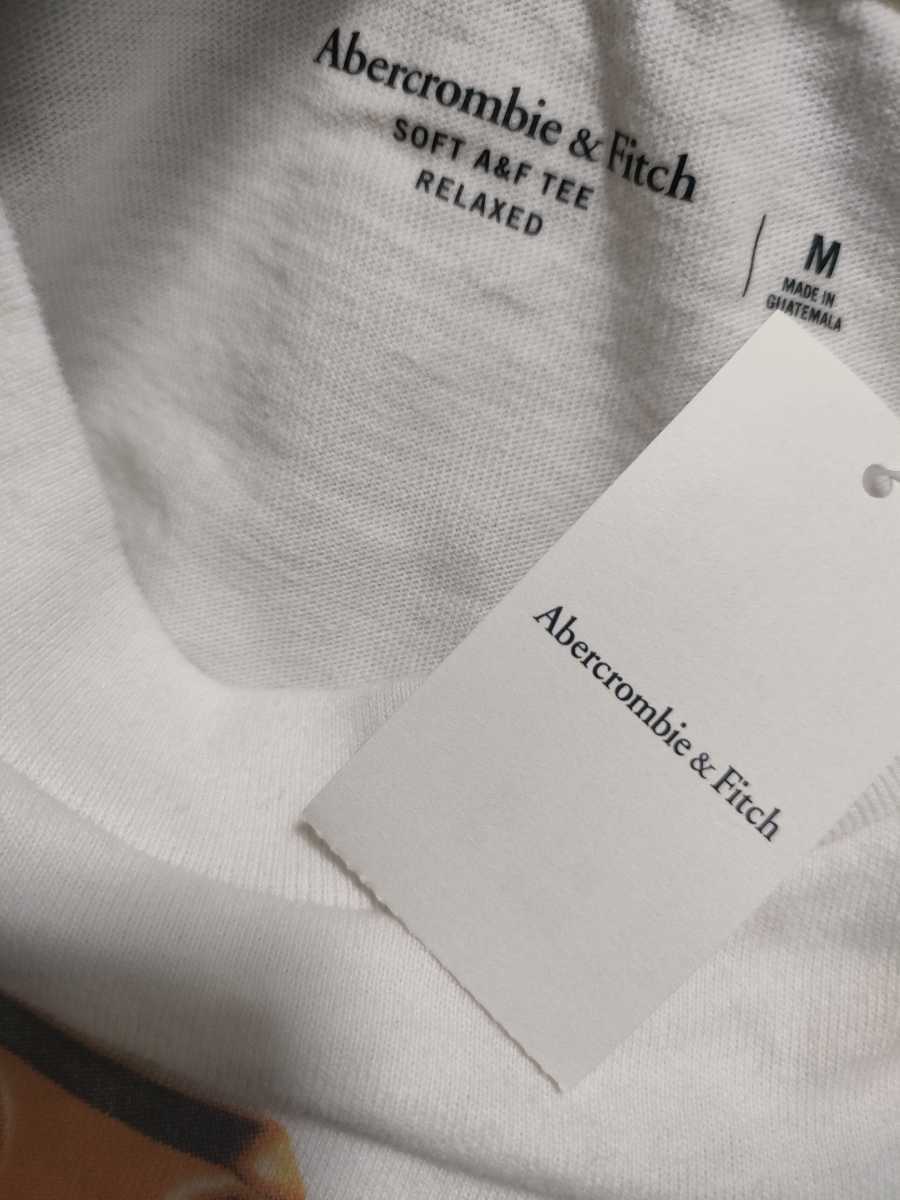 Abercrombie & Fitch
SOFT A&F TEE
RELAXED
M
MADE IN
GUATEMALA
Abercrombie & Fitch